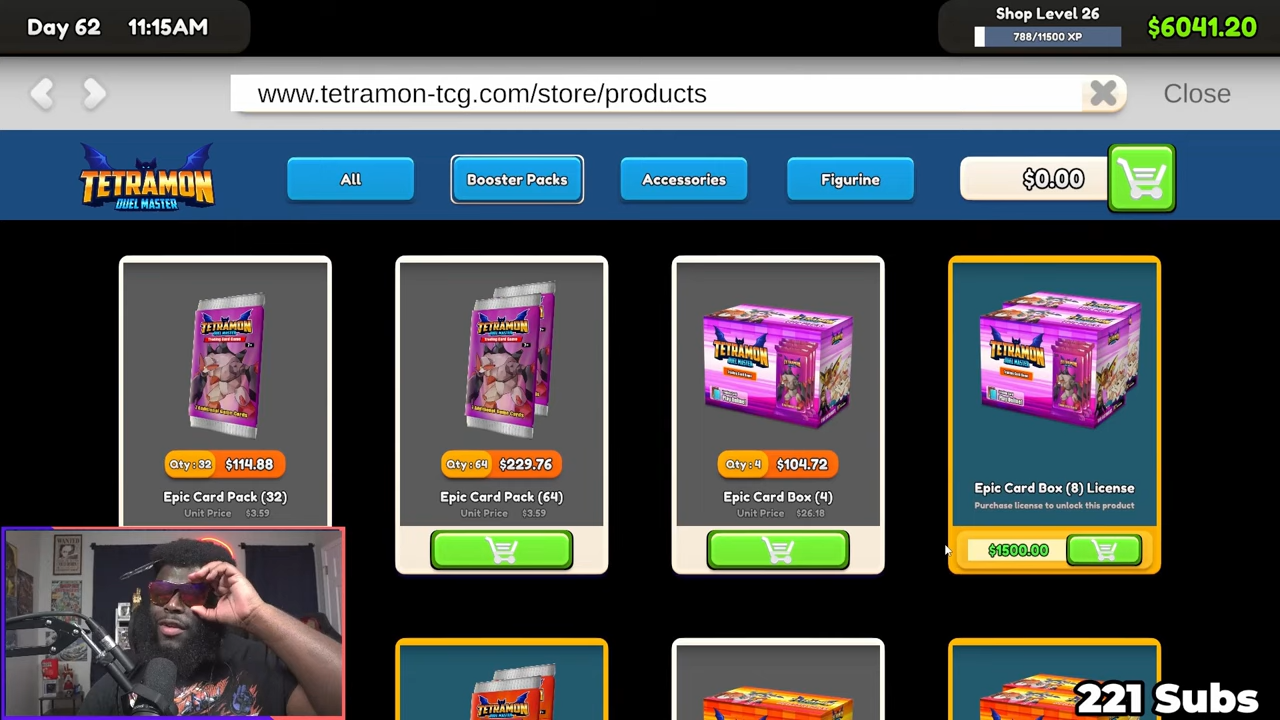 Day 62 11:15AM
Shop Level 26
788/11500 XP
$6041.20
www.tetramon-tcg.com/store/products
Close
TETRAMON
DUEL MASTER
All
Booster Packs
Accessories
Figurine
$0.00
TETRAMON
TETRAMON
TETRAMON
TETRAMON
Qty : 32 $114.88
Epic Card Pack (32)
Unit Price $3.59
Qty : 64 $229.76
Epic Card Pack (64)
Unit Price $3.59
Qty : 4 $104.72
Epic Card Box (4)
Unit Price $26.18
Epic Card Box (8) License
Purchase license to unlock this product
$1500.00
221 Subs